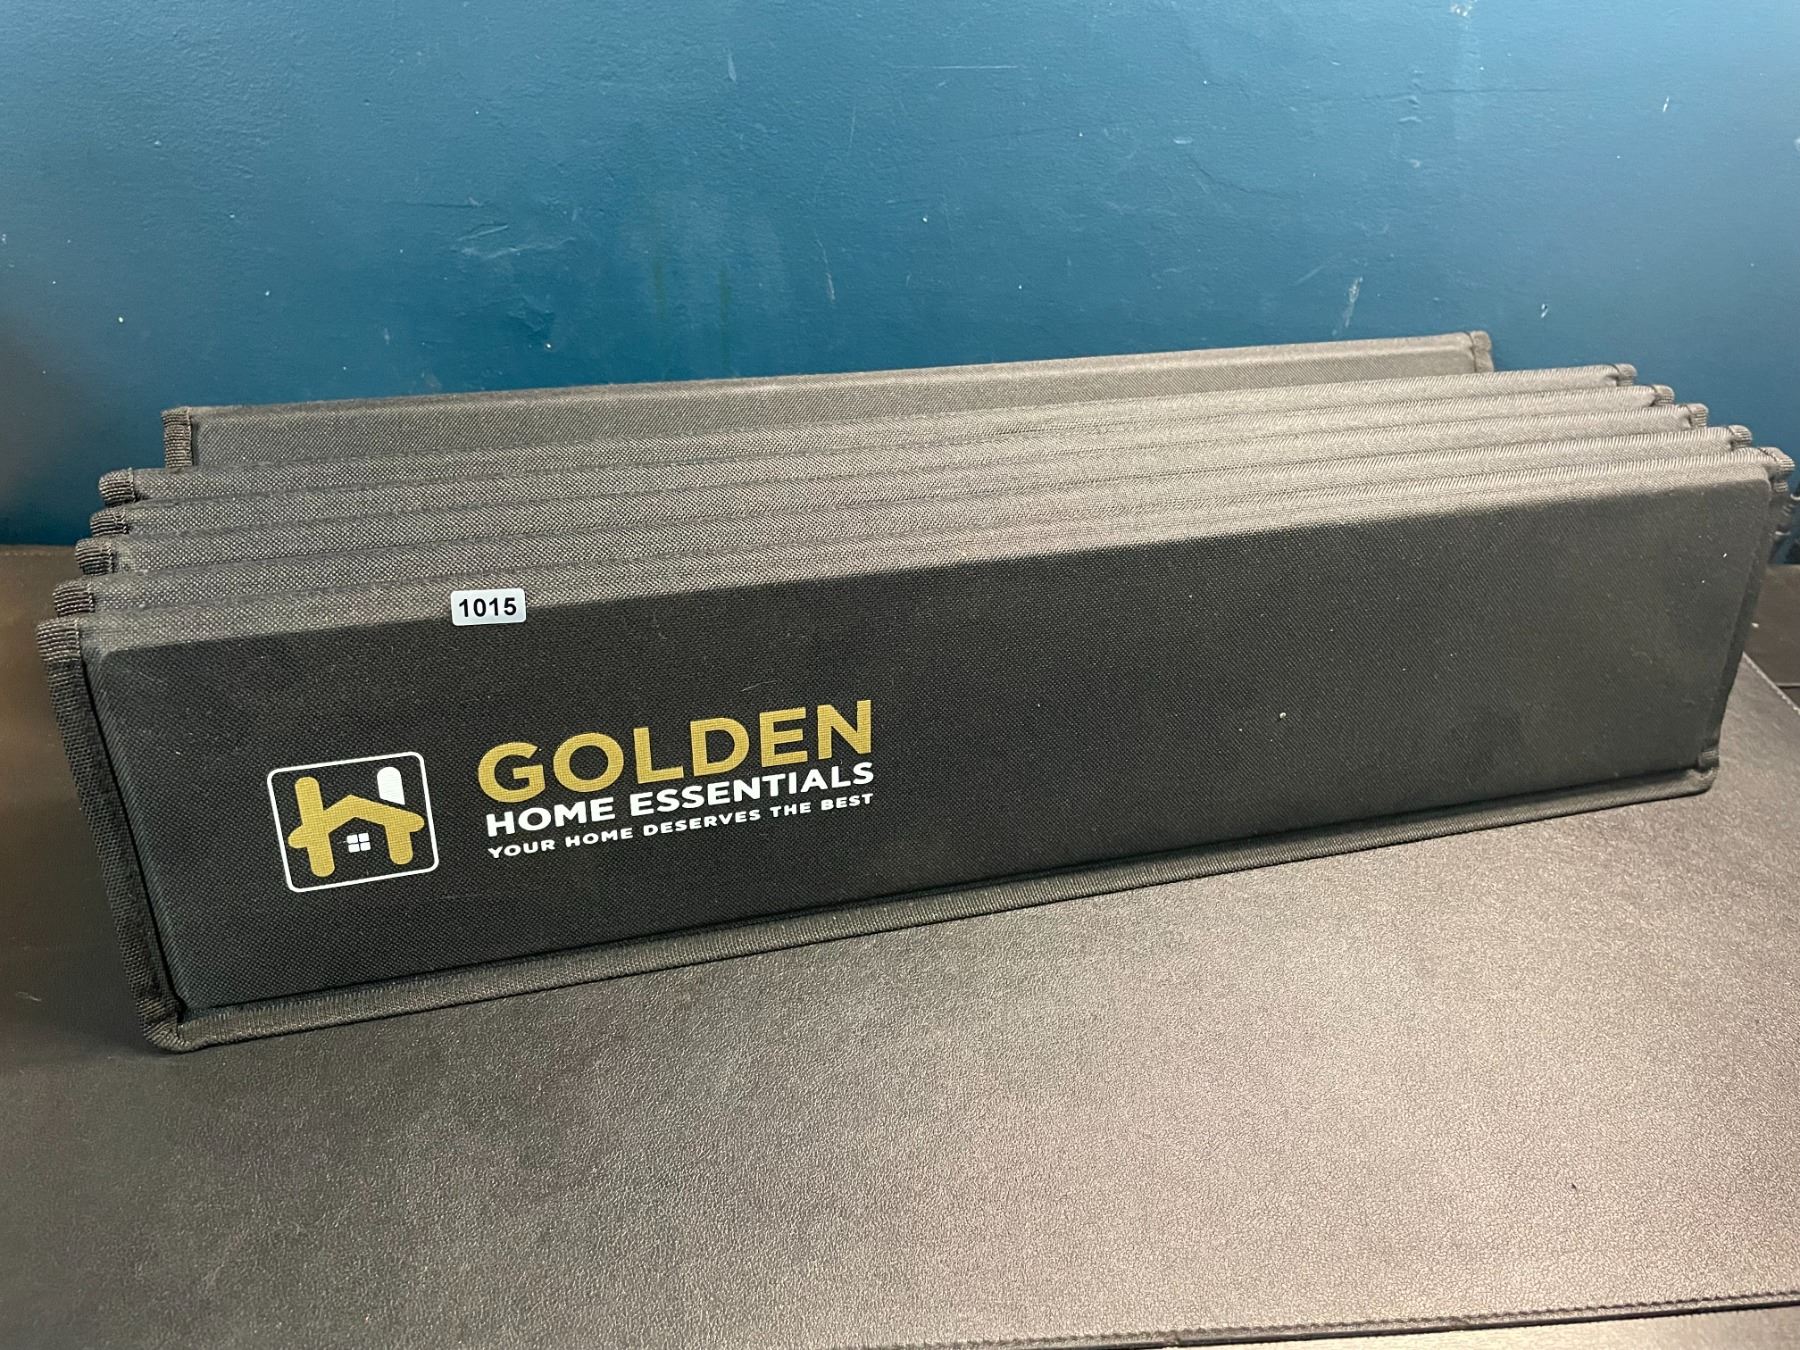 1015
GOLDEN
HOME ESSENTIALS
YOUR HOME DESERVES THE BEST